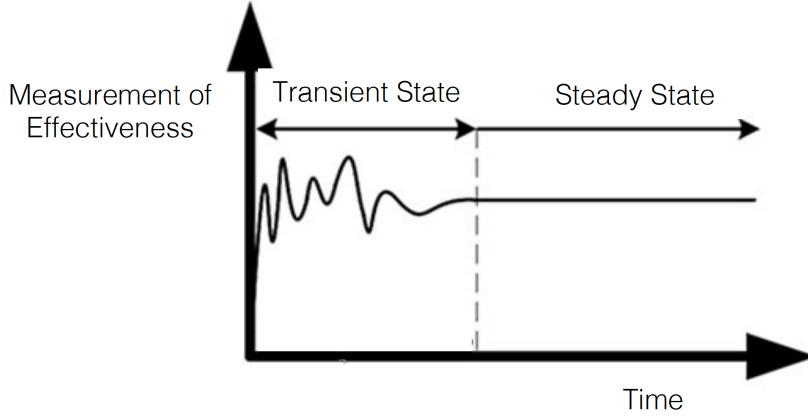 Measurement of
Effectiveness
Transient State
Steady State
Time